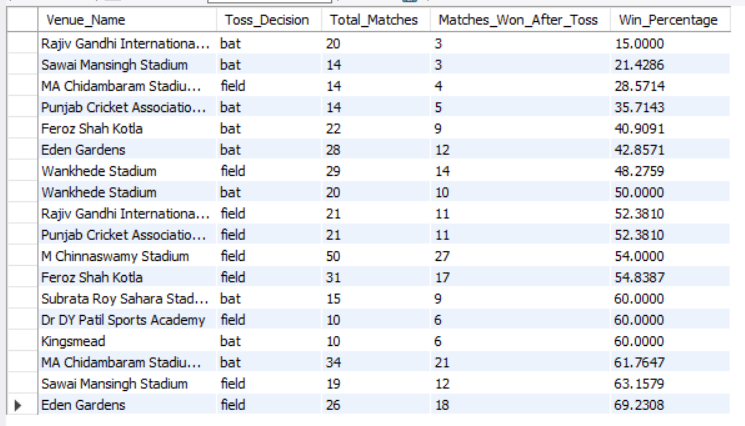 Venue_Name Toss_Decision Total_Matches Matches_Won_After_Toss Win_Percentage
Rajiv Gandhi Internationa... bat 20 3 15.0000
Sawai Mansingh Stadium bat 14 3 21.4286
MA Chidambaram Stadiu... field 14 4 28.5714
Punjab Cricket Associatio... bat 14 5 35.7143
Feroz Shah Kotla bat 22 9 40.9091
Eden Gardens bat 28 12 42.8571
Wankhede Stadium field 29 14 48.2759
Wankhede Stadium bat 20 10 50.0000
Rajiv Gandhi Internationa... field 21 11 52.3810
Punjab Cricket Associatio... field 21 11 52.3810
M Chinnaswamy Stadium field 50 27 54.0000
Feroz Shah Kotla field 31 17 54.8387
Subrata Roy Sahara Stad... bat 15 9 60.0000
Dr DY Patil Sports Academy field 10 6 60.0000
Kingsmead bat 10 6 60.0000
MA Chidambaram Stadiu... bat 34 21 61.7647
Sawai Mansingh Stadium field 19 12 63.1579
Eden Gardens field 26 18 69.2308